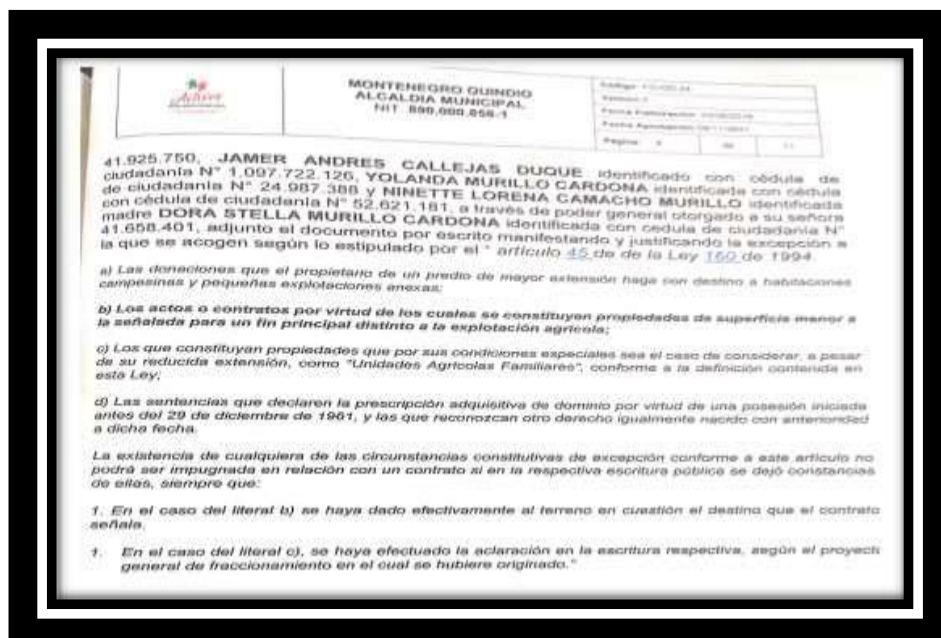 Achível
MONTENEGRO QUINDIO
ALCALDIA MUNICIPAL
NIT
Código:
Versión:
Fecha
Fecha
Página:
41.925.750, JAMER ANDRES CALLEJAS DUQUE identificado con cédula de
ciudadanía N° 1.097.722.126, YOLANDA MURILLO CARDONA identificada con cédula
de ciudadanía N° 24.987.388 y NINETTE LORENA CAMACHO MURILLO identificada
con cédula de ciudadanía N° 52.621.181, a través de poder general otorgado a su señora
madre DORA STELLA MURILLO CARDONA identificada con cedula de ciudadanía N°
41.658.401, adjunto el documento por escrito manifestando y justificando la excepción a
la que se acogen según lo estipulado por el " artículo 45 de de la Ley 160 de 1994.
a) Las donaciones que el propietario de un predio de mayor extensión haga con destino a habitaciones
campesinas y pequeñas explotaciones anexas;
b) Los actos o contratos por virtud de los cuales se constituyen propiedades de superficie menor a
la señalada para un fin principal distinto a la explotación agrícola;
c) Los que constituyan propiedades que por sus condiciones especiales sea el caso de considerar, a pesar
de su reducida extensión, como "Unidades Agrícolas Familiares", conforme a la definición contenida en
esta Ley;
d) Las sentencias que declaren la prescripción adquisitiva de dominio por virtud de una posesión iniciada
antes del 29 de diciembre de 1961, y las que reconozcan otro derecho igualmente nacido con anterioridad
a dicha fecha.
La existencia de cualquiera de las circunstancias constitutivas de excepción conforme a este artículo no
podrá ser impugnada en relación con un contrato si en la respectiva escritura pública se dejó constancias
de ellas, siempre que:
1. En el caso del literal b) se haya dado efectivamente al terreno en cuestión el destino que el contrato
señala.
1. En el caso del literal c), se haya efectuado la aclaración en la escritura respectiva, según el proyecto
general de fraccionamiento en el cual se hubiere originado."